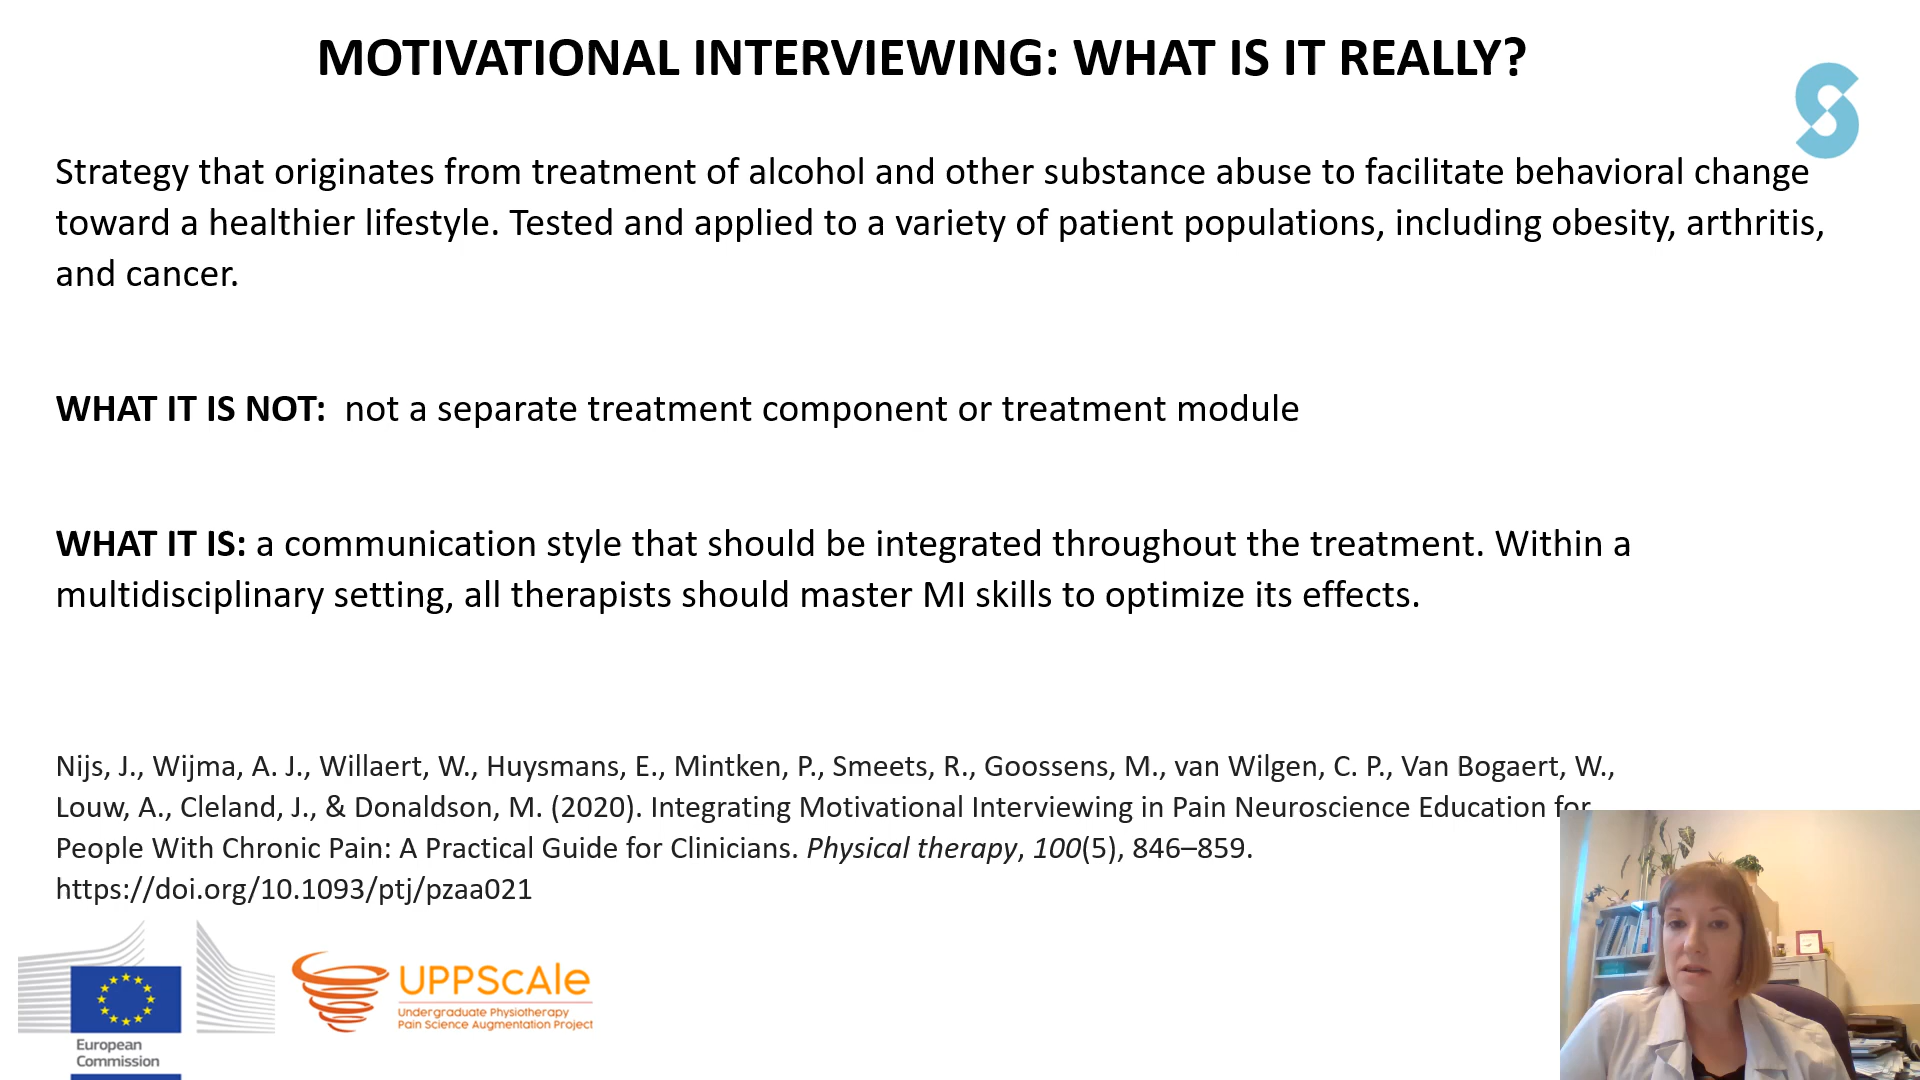 MOTIVATIONAL INTERVIEWING: WHAT IS IT REALLY?
Strategy that originates from treatment of alcohol and other substance abuse to facilitate behavioral change
toward a healthier lifestyle. Tested and applied to a variety of patient populations, including obesity, arthritis,
and cancer.
WHAT IT IS NOT: not a separate treatment component or treatment module
WHAT IT IS: a communication style that should be integrated throughout the treatment. Within a
multidisciplinary setting, all therapists should master MI skills to optimize its effects.
Nijs, J., Wijma, A. J., Willaert, W., Huysmans, E., Mintken, P., Smeets, R., Goossens, M., van Wilgen, C. P., Van Bogaert, W.,
Louw, A., Cleland, J., & Donaldson, M. (2020). Integrating Motivational Interviewing in Pain Neuroscience Education for
People With Chronic Pain: A Practical Guide for Clinicians. Physical therapy, 100(5), 846–859.
https://doi.org/10.1093/ptj/pzaa021
UPPScale
Undergraduate Physiotherapy
Pain Science Augmentation Project
European
Commission